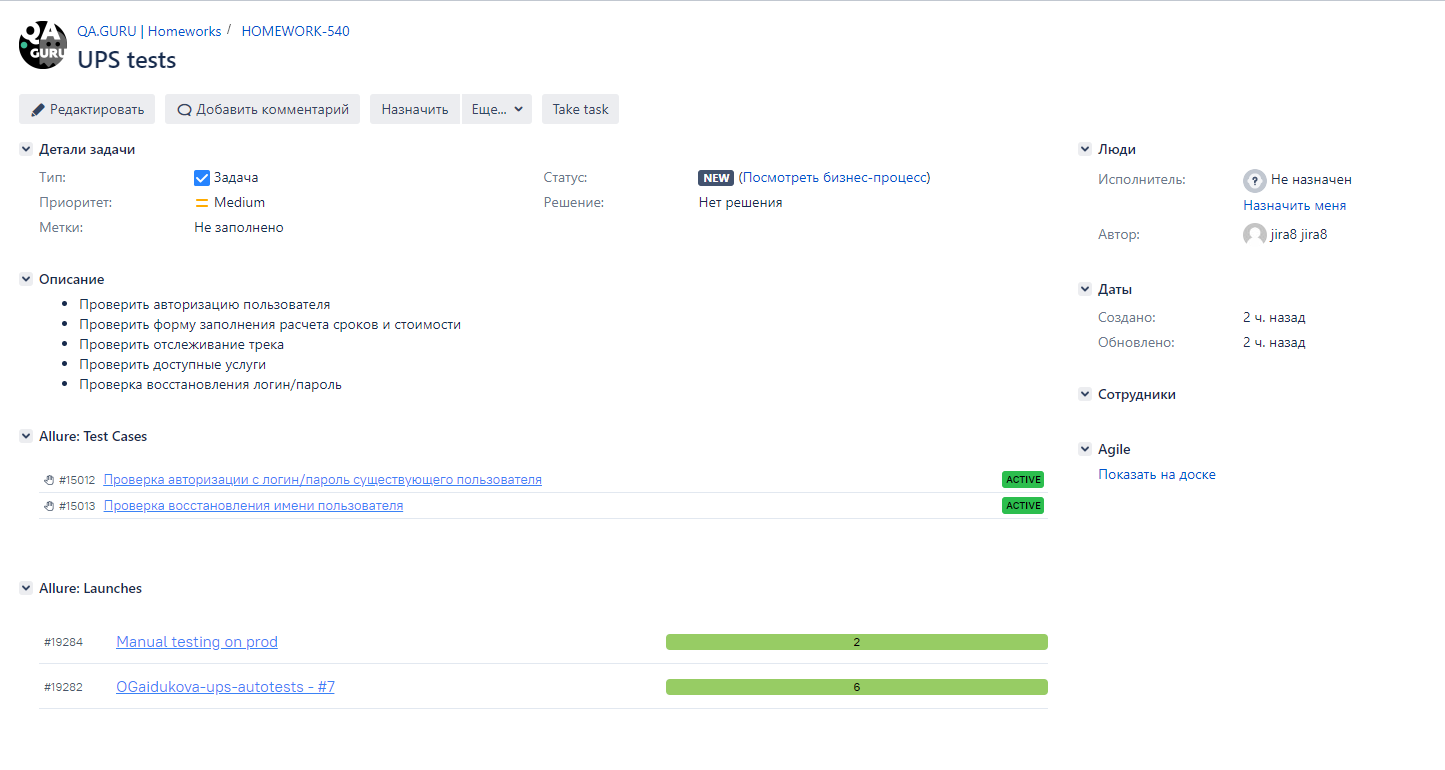 QA GURU
QA.GURU | Homeworks / HOMEWORK-540
UPS tests
Редактировать Добавить комментарий Назначить Еще... Take task
Детали задачи
Тип: Задача Статус: NEW (Посмотреть бизнес-процесс)
Приоритет: Medium Решение: Нет решения
Метки: Не заполнено
Описание
• Проверить авторизацию пользователя
• Проверить форму заполнения расчета сроков и стоимости
• Проверить отслеживание трека
• Проверить доступные услуги
• Проверка восстановления логин/пароль
Allure: Test Cases
#15012 Проверка авторизации с логин/пароль существующего пользователя ACTIVE
#15013 Проверка восстановления имени пользователя ACTIVE
Allure: Launches
#19284 Manual testing on prod 2
#19282 OGaidukova-ups-autotests - #7 6
Люди
Исполнитель: ? Не назначен
Назначить меня
Автор: jira8 jira8
Даты
Создано: 2 ч. назад
Обновлено: 2 ч. назад
Сотрудники
Agile
Показать на доске